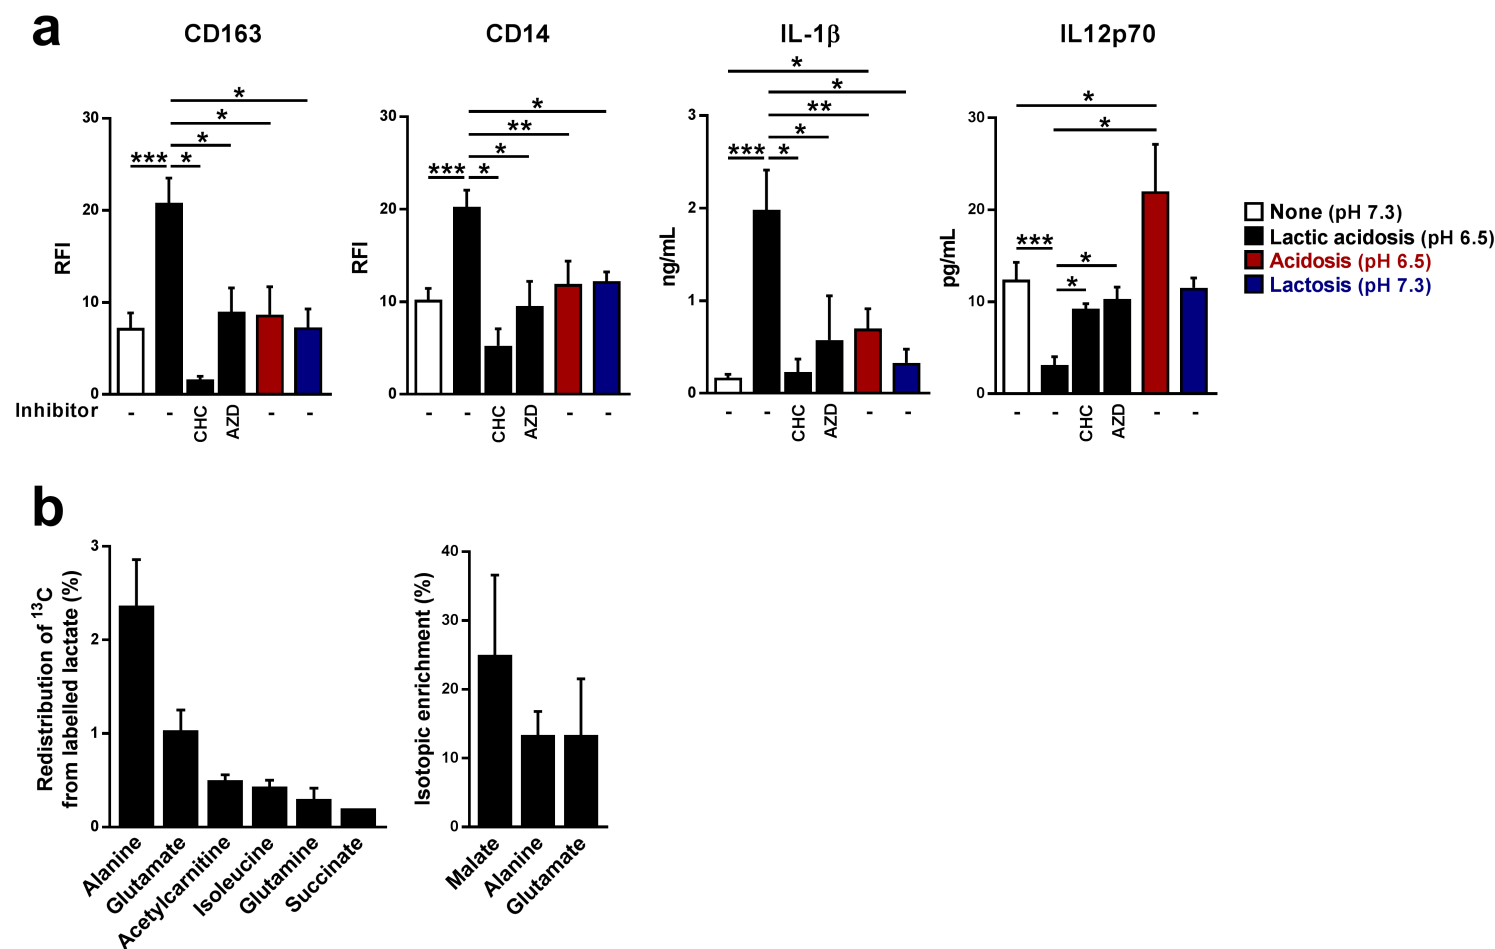 a
CD163
CD14
IL-1β
IL12p70
*
*
*
*** *
30
20
10
0
RFI
*
**
*
*** *
30
20
10
0
RFI
*
*
**
*
*** *
3
2
1
0
ng/mL
*
*
***
*
*
30
20
10
0
pg/mL
None (pH 7.3)
Lactic acidosis (pH 6.5)
Acidosis (pH 6.5)
Lactosis (pH 7.3)
Inhibitor - - CHC AZD - -
- - CHC AZD - -
- - CHC AZD - -
- - CHC AZD - -
b
3
2
1
0
Redistribution of 13C
from labelled lactate (%)
Alanine
Glutamate
Acetylcarnitine
Isoleucine
Glutamine
Succinate
40
30
20
10
0
Isotopic enrichment (%)
Malate
Alanine
Glutamate